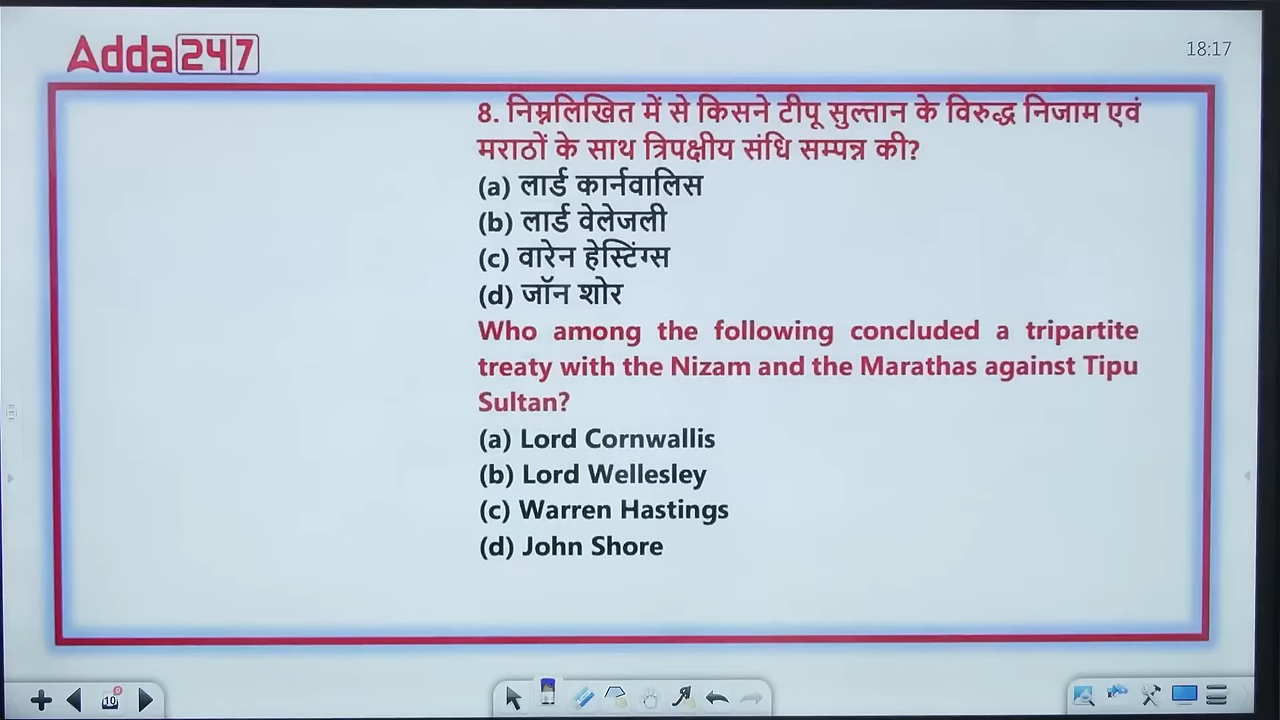 Adda247
18:17
8. निम्नलिखित में से किसने टीपू सुल्तान के विरुद्ध निजाम एवं
मराठों के साथ त्रिपक्षीय संधि सम्पन्न की?
(a) लार्ड कार्नवालिस
(b) लार्ड वेलेजली
(c) वारेन हेस्टिंग्स
(d) जॉन शोर
Who among the following concluded a tripartite
treaty with the Nizam and the Marathas against Tipu
Sultan?
(a) Lord Cornwallis
(b) Lord Wellesley
(c) Warren Hastings
(d) John Shore
10